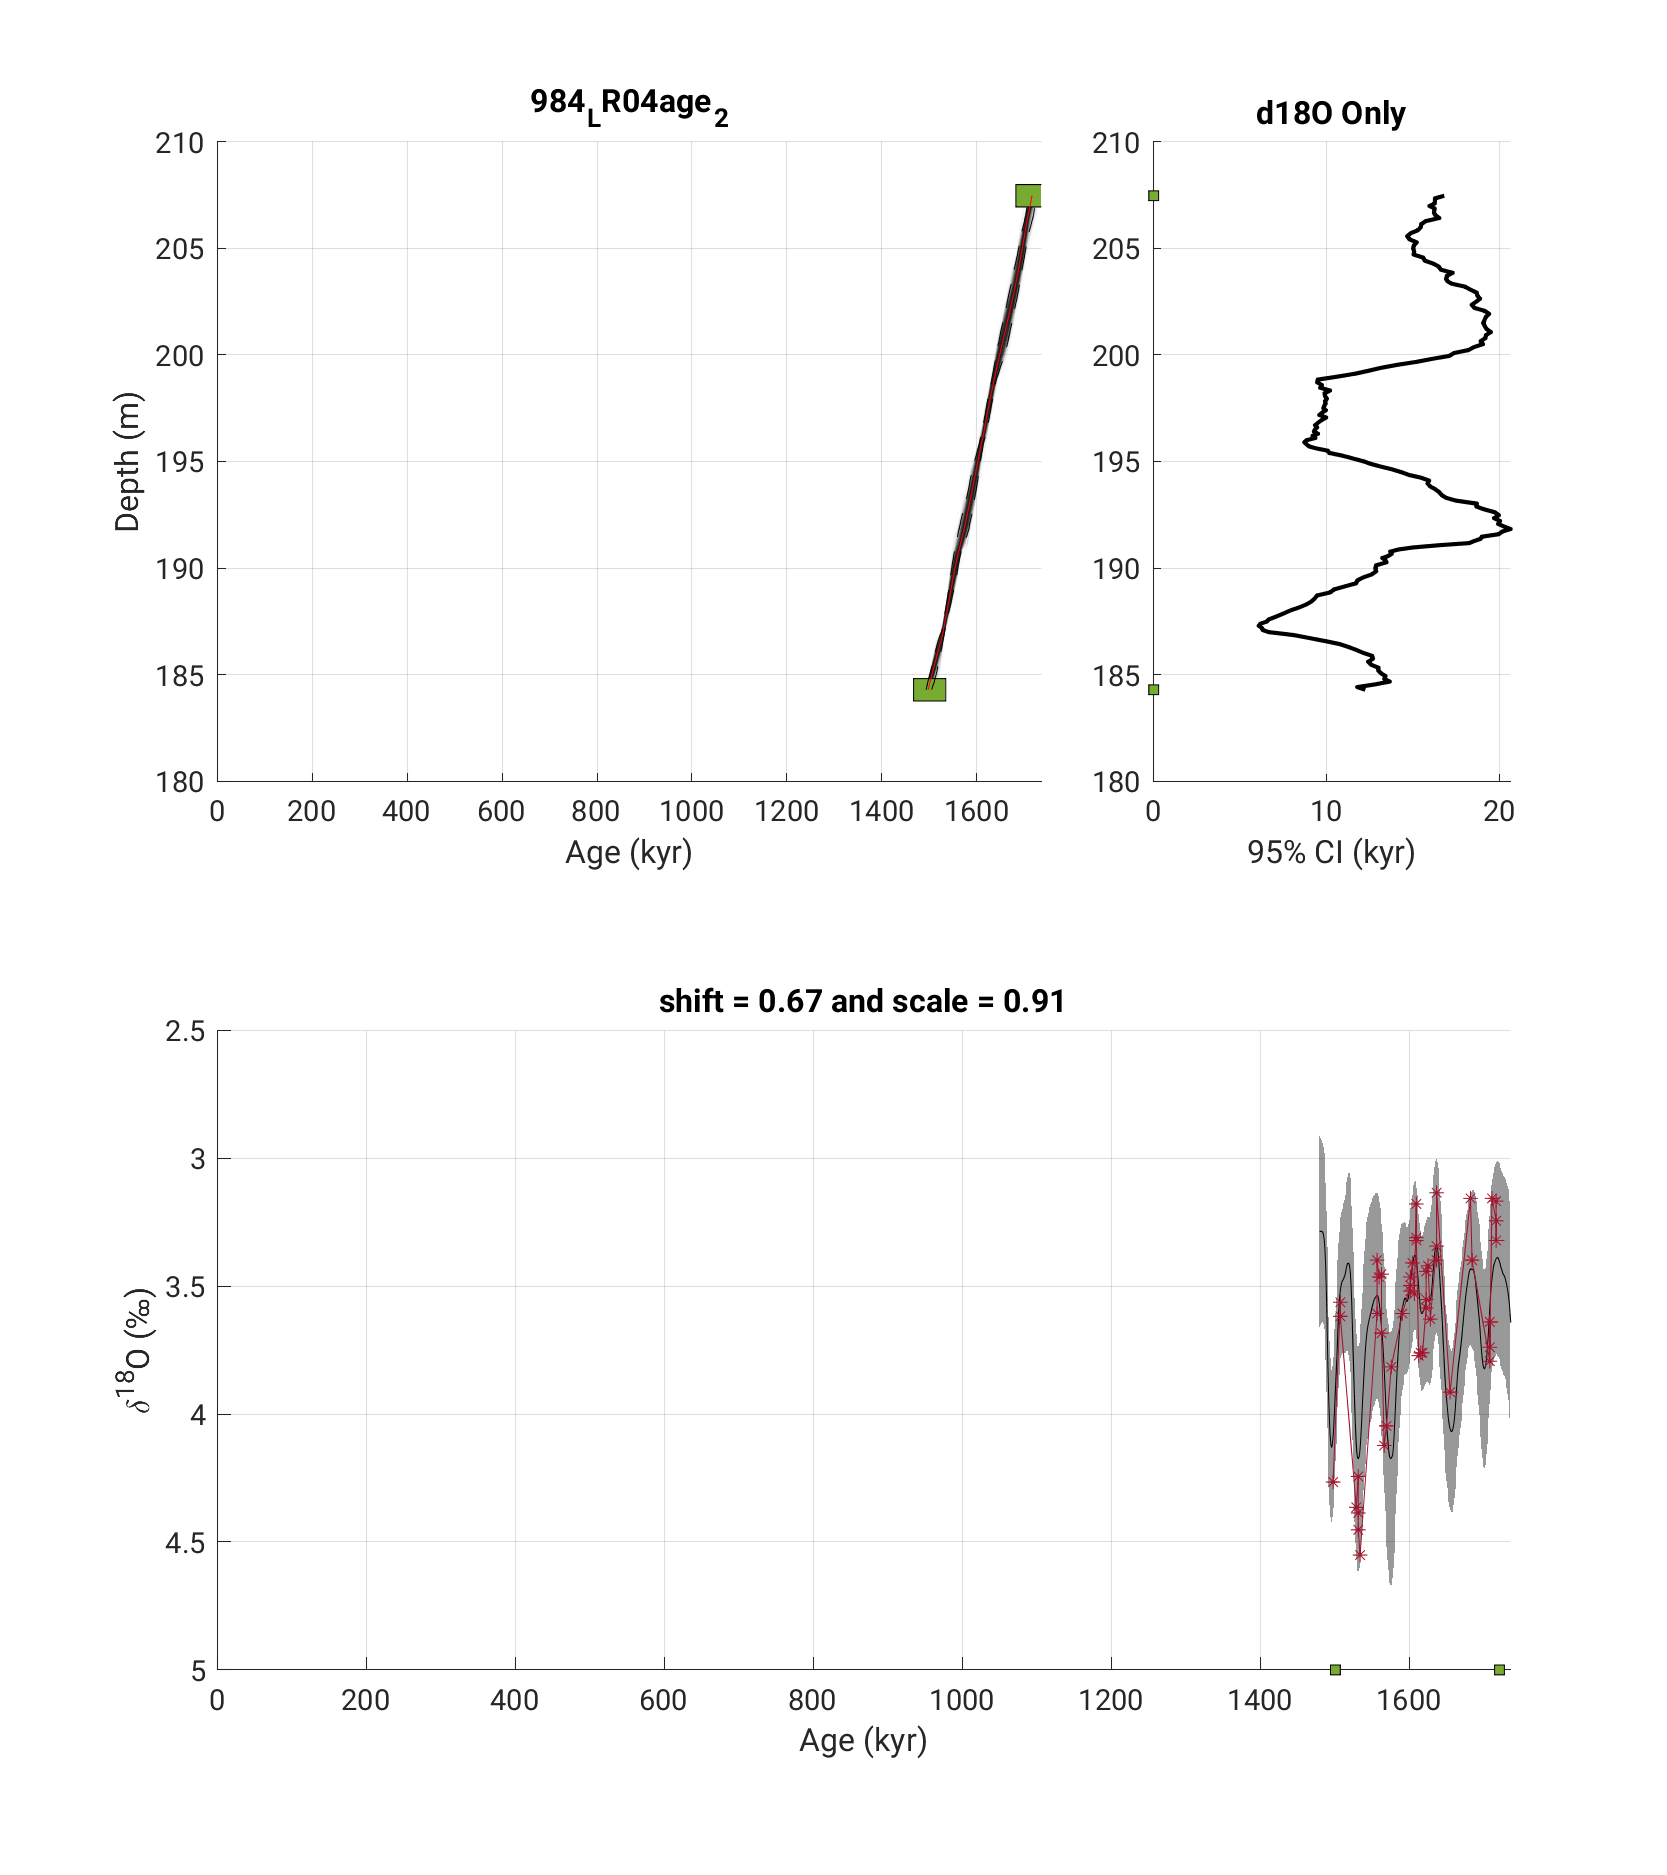 984LR04age2
210
205
200
195
190
185
180
Depth (m)
0 200 400 600 800 1000 1200 1400 1600
Age (kyr)
d18O Only
210
205
200
195
190
185
180
0 10 20
95% CI (kyr)
shift = 0.67 and scale = 0.91
2.5
3
3.5
4
4.5
5
δ18O (‰)
0 200 400 600 800 1000 1200 1400 1600
Age (kyr)